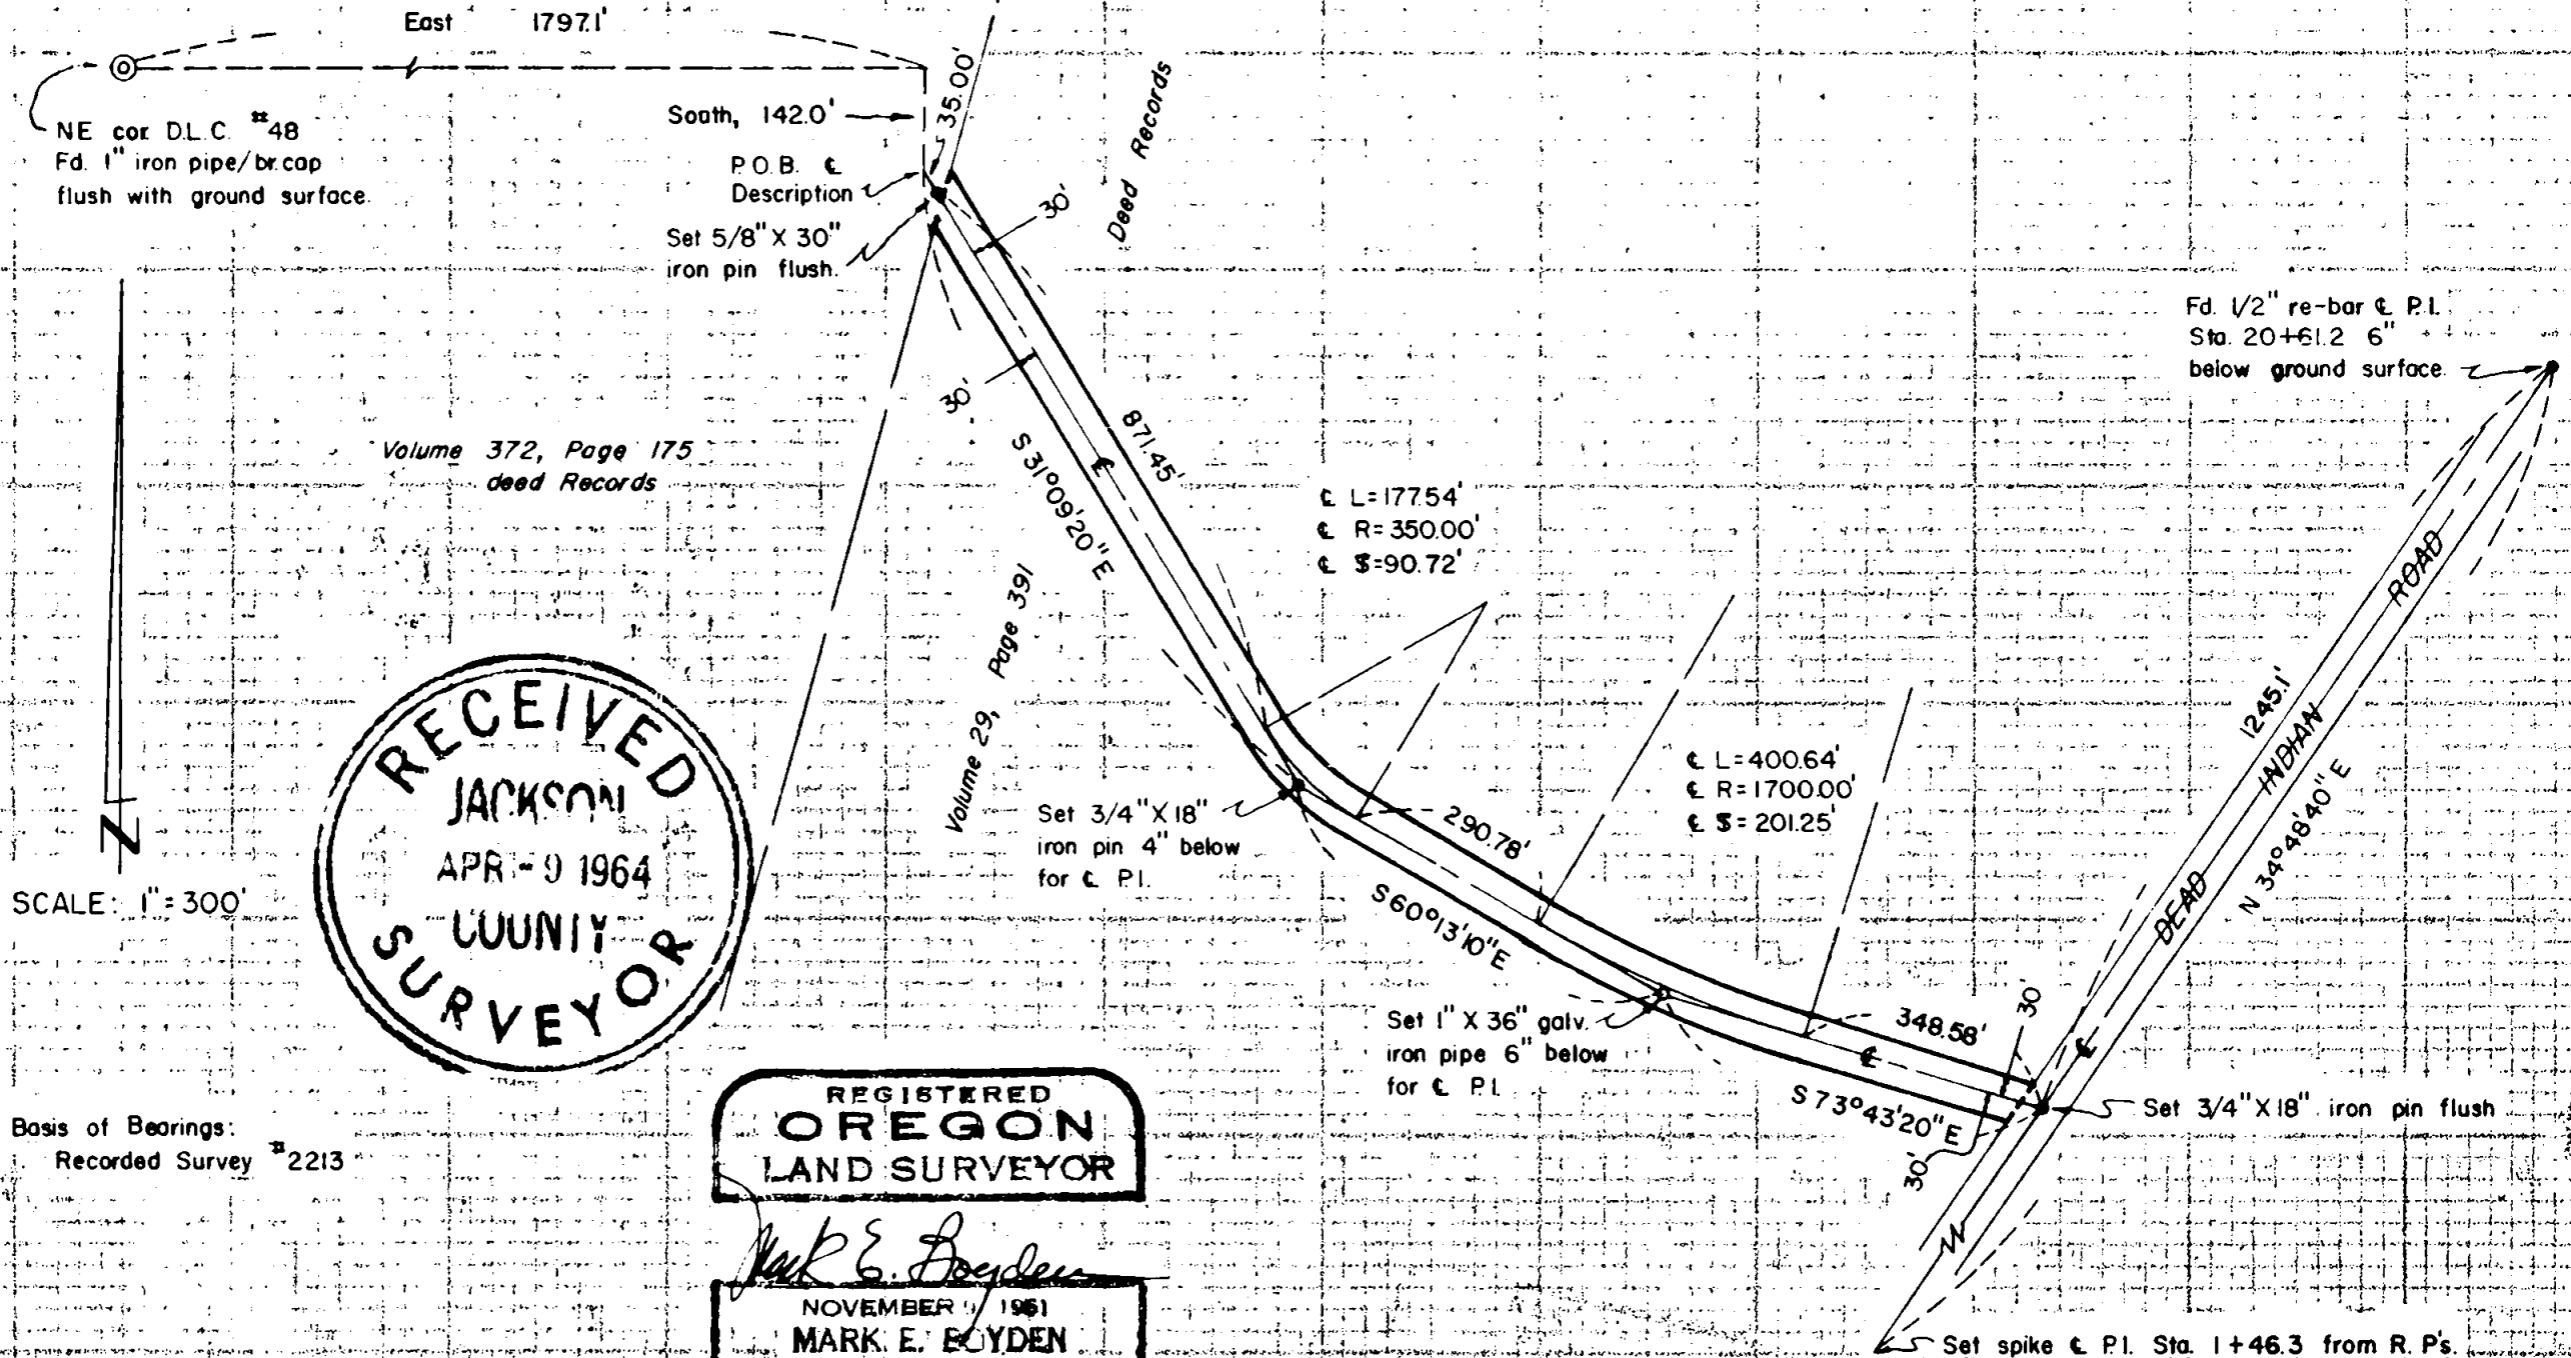 East 1797.1'
NE cor. D.L.C. #48
Fd. 1" iron pipe/br. cap
flush with ground surface.
South, 142.0'
35.00'
P.O.B. ℄
Description
Set 5/8" X 30"
iron pin flush.
30'
Deed Records
30'
Volume 372, Page 175
deed Records
871.45'
℄
S 31°09'20" E
Volume 29, Page 391
℄ L=177.54'
℄ R=350.00'
℄ $=90.72'
Fd. 1/2" re-bar ℄ P.I.
Sta. 20+61.2 6"
below ground surface.
1245.1'
DEAD INDIAN ROAD
N 34°48'40" E
℄ L=400.64'
℄ R=1700.00'
℄ $=201.25'
Set 3/4" X 18"
iron pin 4" below
for ℄ P.I.
290.78'
S 60°13'10" E
N
SCALE: 1"=300'
RECEIVED
JACKSON
APR -9 1964
COUNTY
SURVEYOR
Set 1" X 36" galv.
iron pipe 6" below
for ℄ P.I.
348.58'
℄
30'
℄
S 73°43'20" E
30'
Set 3/4" X 18" iron pin flush
Basis of Bearings:
Recorded Survey #2213
REGISTERED
OREGON
LAND SURVEYOR
Mark E. Boyden
NOVEMBER 1961
MARK E. BOYDEN
Set spike ℄ P.I. Sta. 1+46.3 from R. P's.